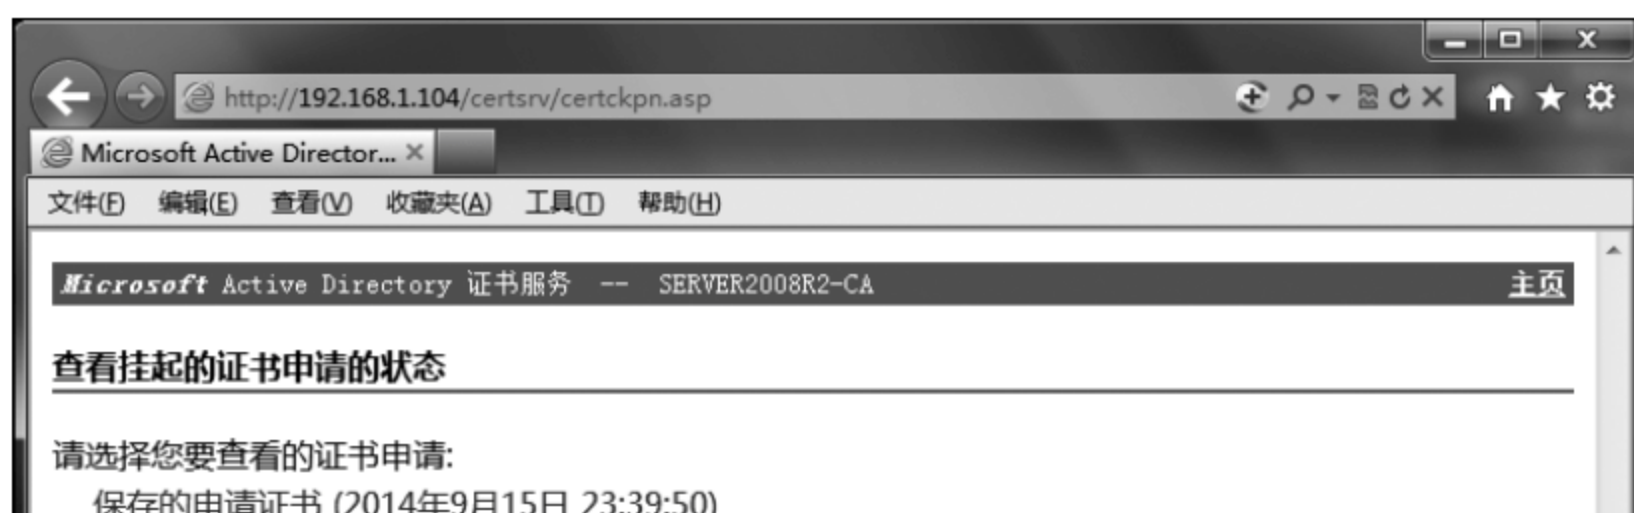 http://192.168.1.104/certsrv/certckpn.asp
Microsoft Active Director...
文件(F) 编辑(E) 查看(V) 收藏夹(A) 工具(T) 帮助(H)
Microsoft Active Directory 证书服务 -- SERVER2008R2-CA 主页
查看挂起的证书申请的状态
请选择您要查看的证书申请:
保存的申请证书 (2014年9月15日 23:39:50)